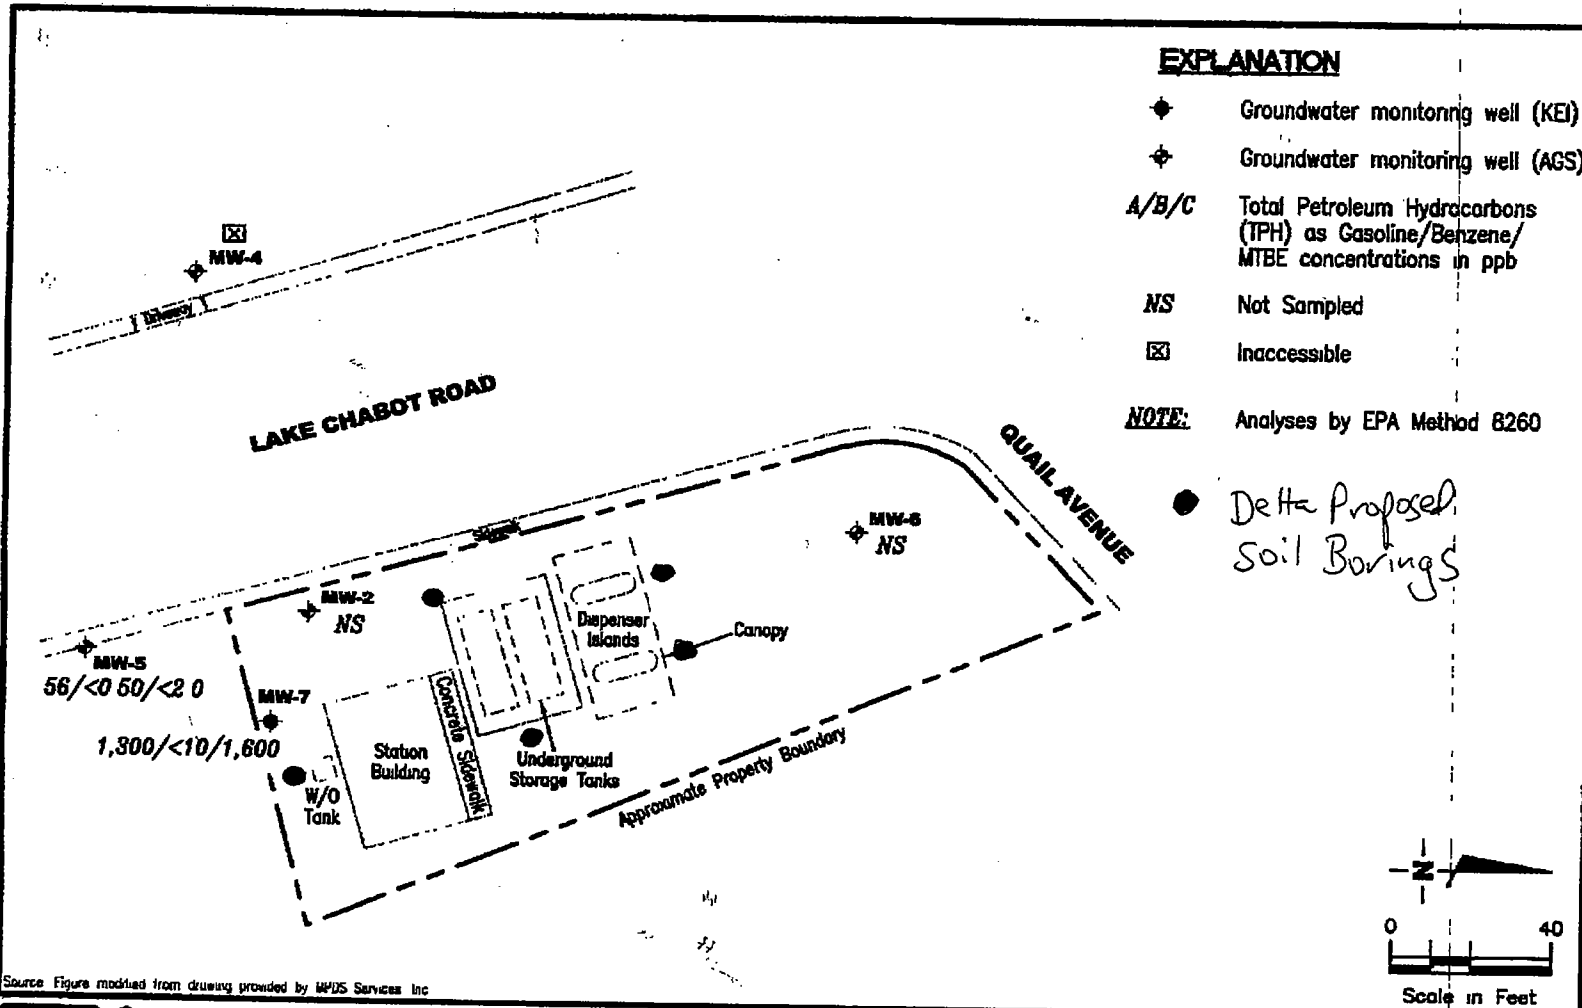 EXPLANATION
Groundwater monitoring well (KEI)
Groundwater monitoring well (AGS)
A/B/C Total Petroleum Hydrocarbons
(TPH) as Gasoline/Benzene/
MTBE concentrations in ppb
NS Not Sampled
Inaccessible
NOTE: Analyses by EPA Method 8260
Delta Proposed
Soil Borings
MW-4
Driveway
LAKE CHABOT ROAD
QUAIL AVENUE
Sidewalk
MW-6
NS
MW-2
NS
Dispenser
Islands
Canopy
MW-5
56/<0 50/<2 0
MW-7
1,300/<10/1,600
Concrete Sidewalk
Station
Building
Underground
Storage Tanks
W/O
Tank
Approximate Property Boundary
N
0 40
Scale in Feet
Source Figure modified from drawing provided by MPDS Services Inc